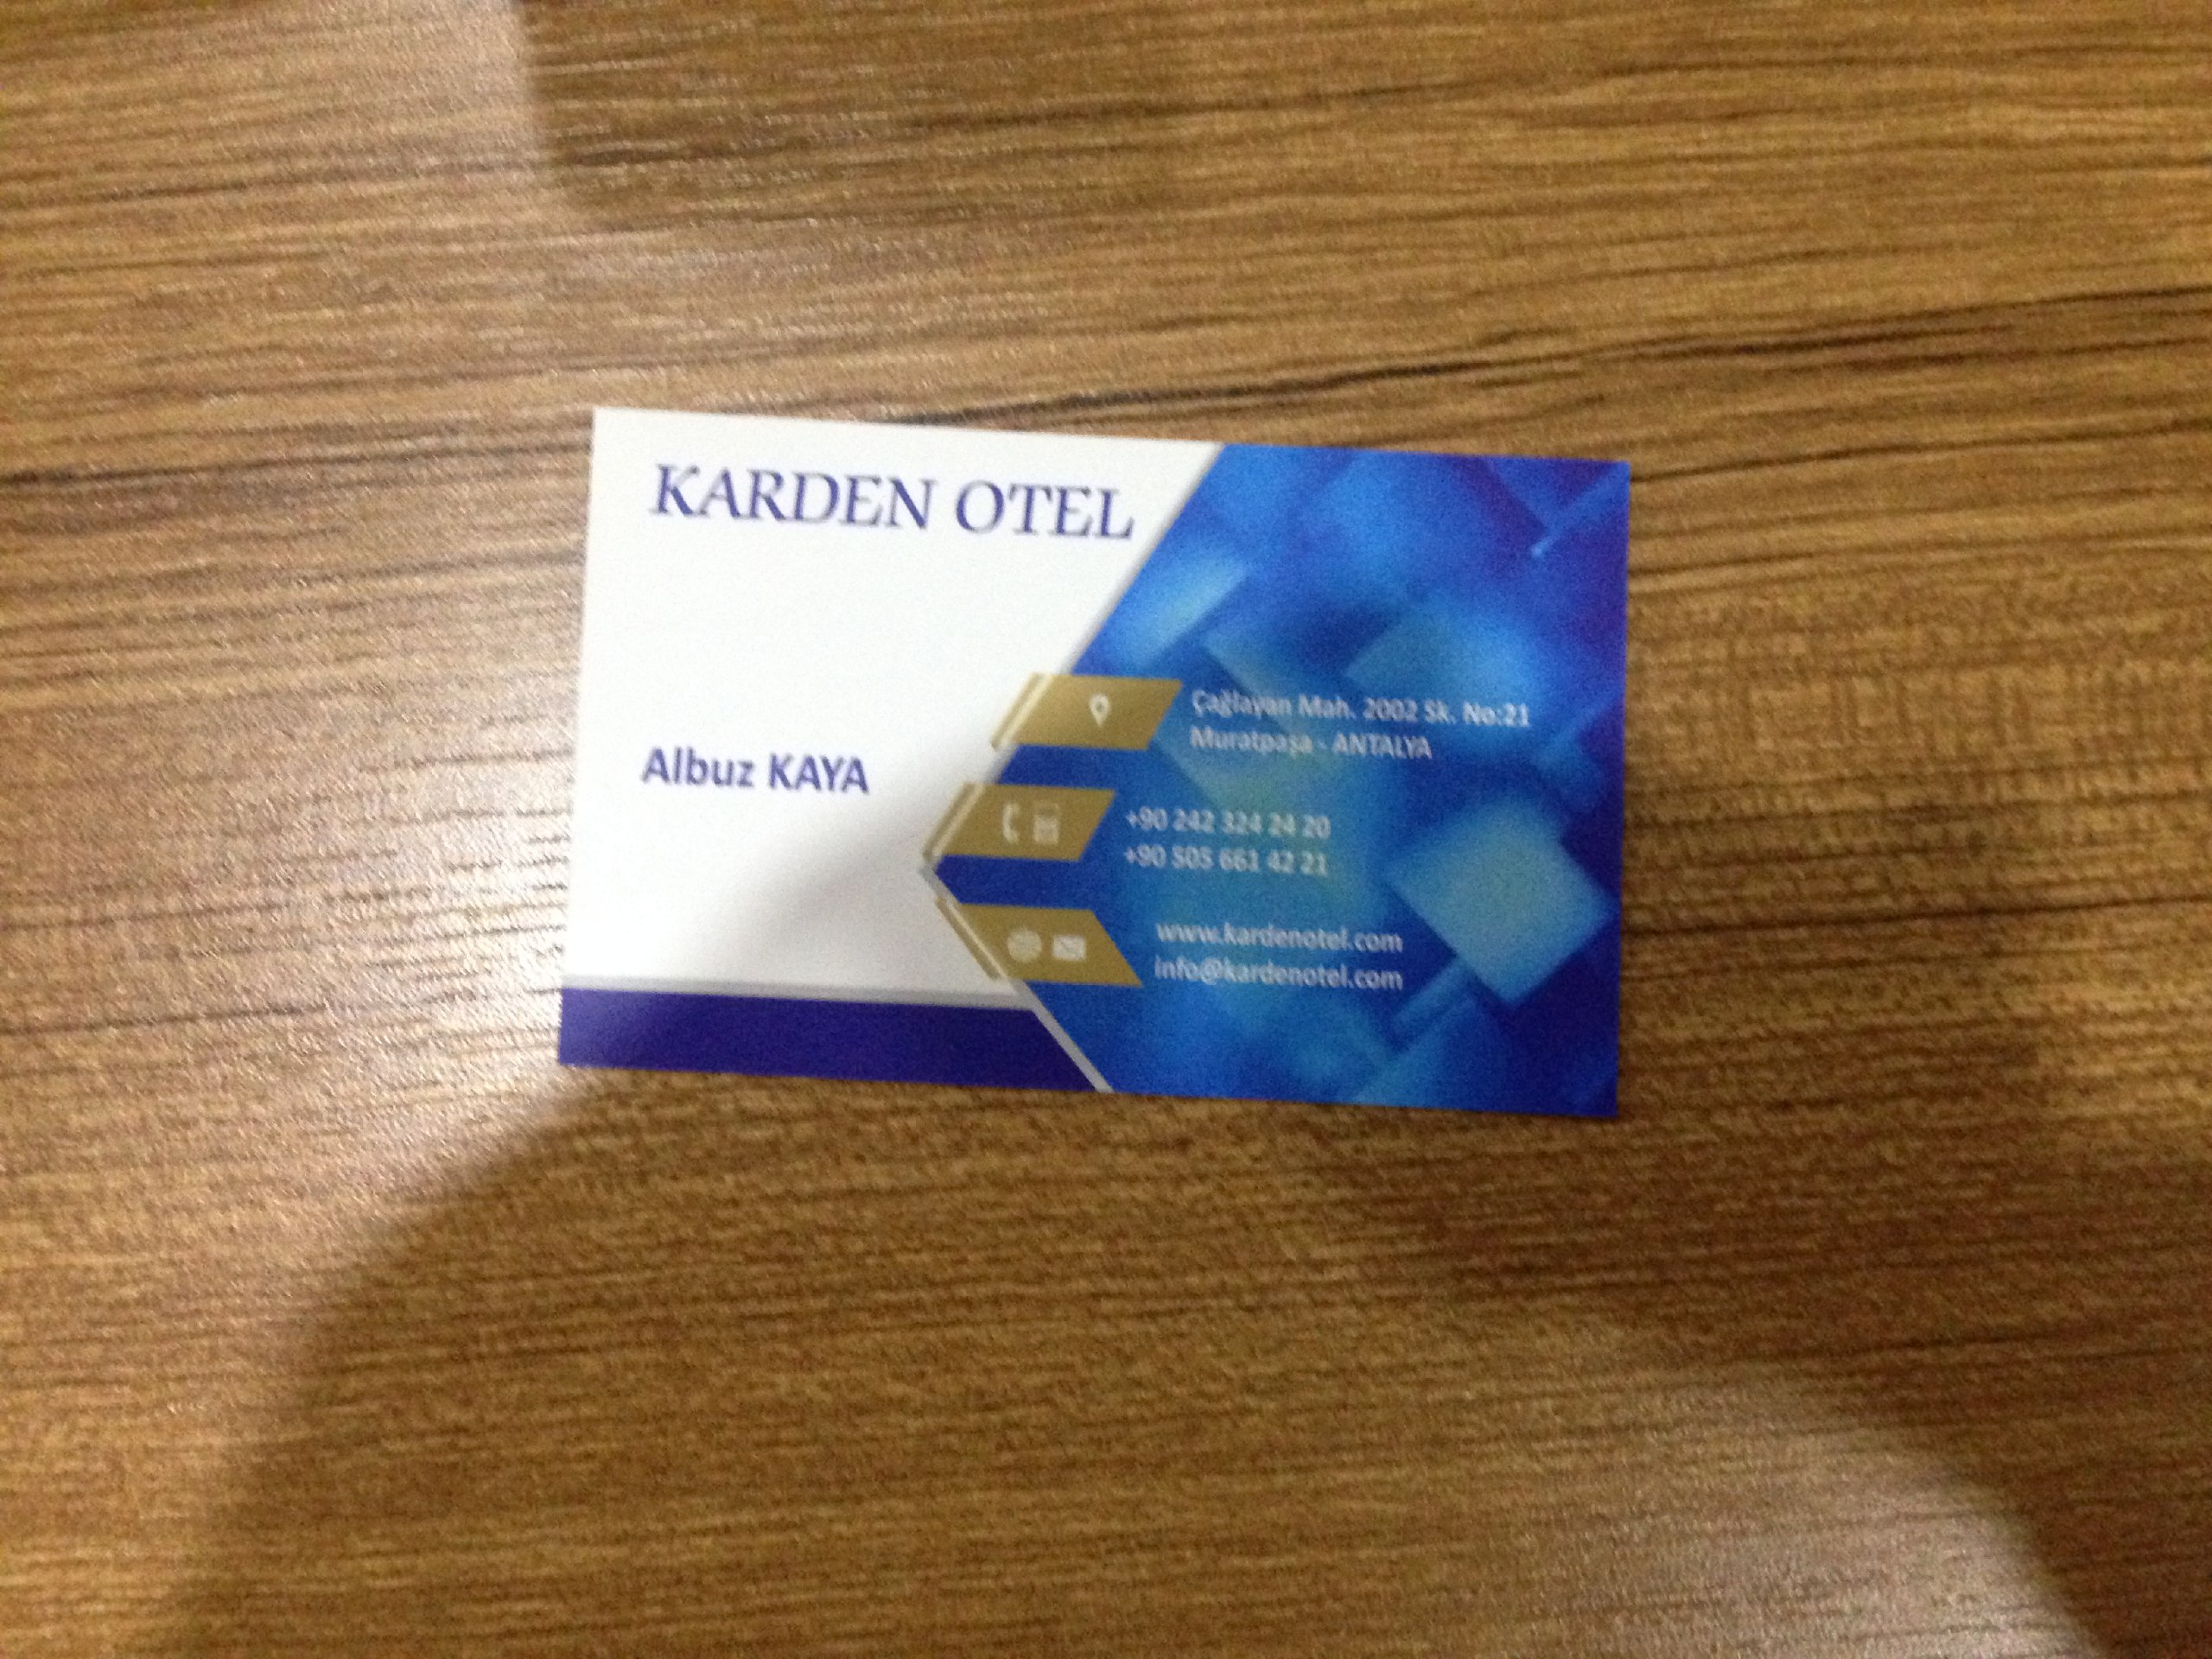 KARDEN OTEL
Albuz KAYA
Çağlayan Mah. 2002 Sk. No:21
Muratpaşa - ANTALYA
+90 242 324 24 20
+90 505 661 42 21
www.kardenotel.com
info@kardenotel.com